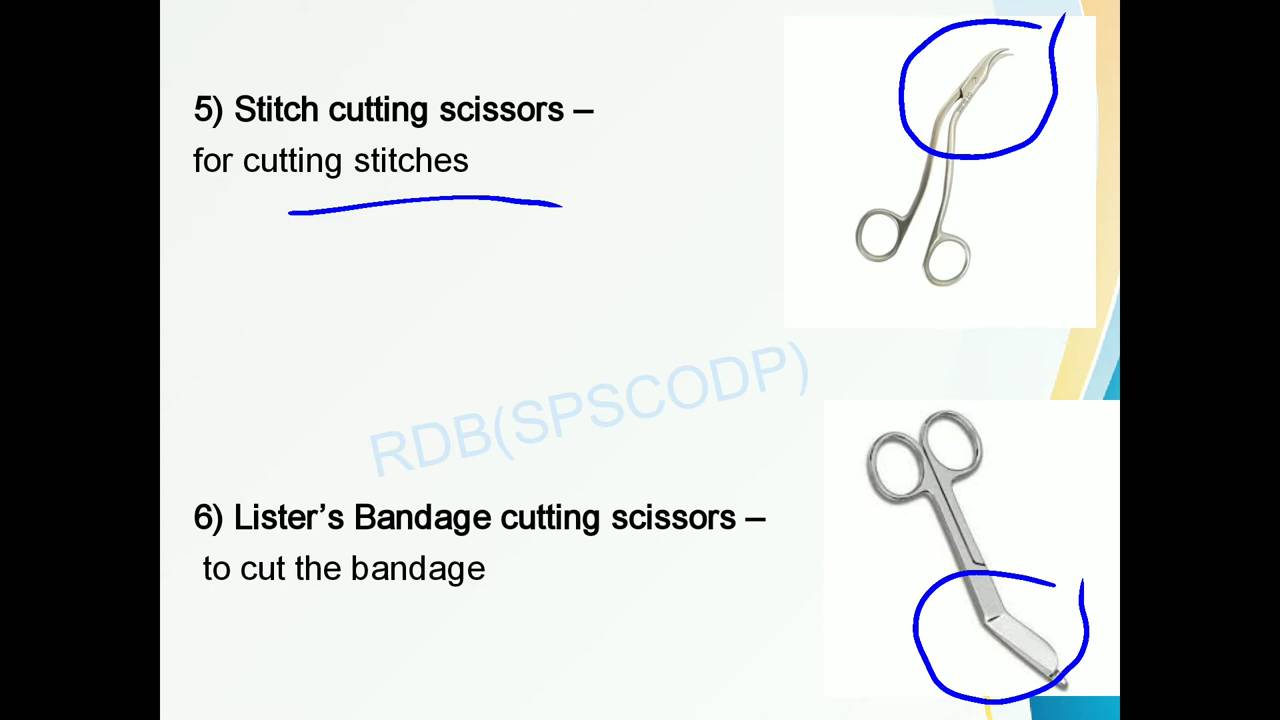 5) Stitch cutting scissors –
for cutting stitches
RDB(SPSCODP)
6) Lister’s Bandage cutting scissors –
to cut the bandage